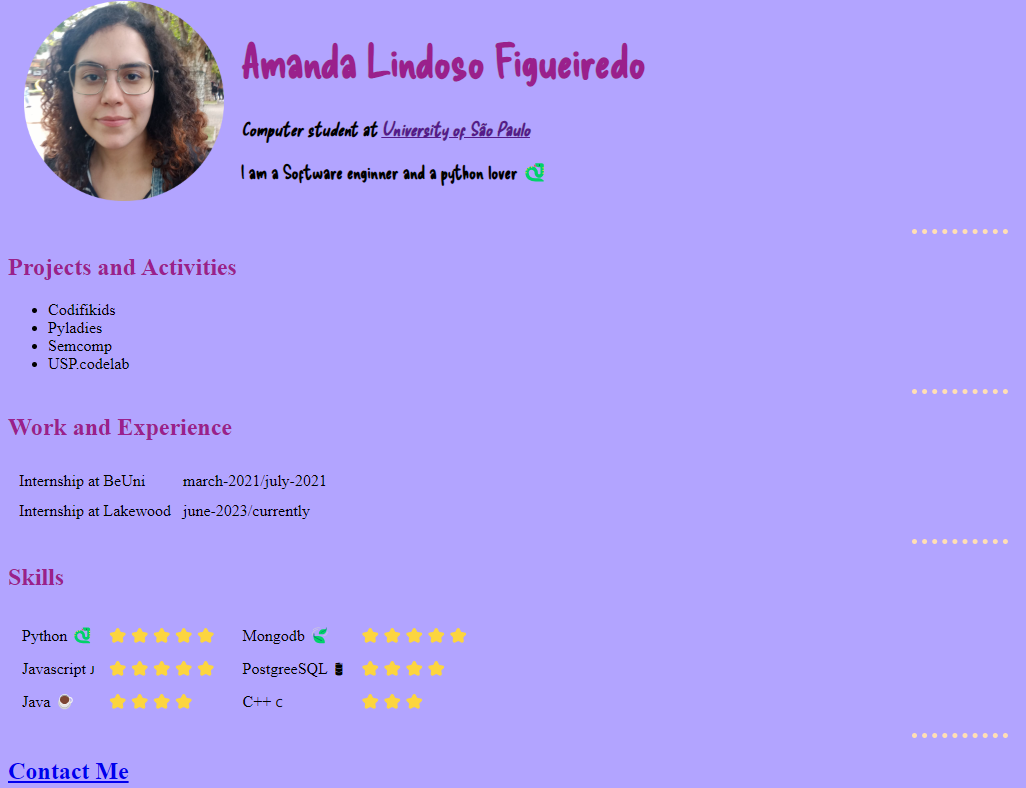 Amanda Lindoso Figueiredo
Computer student at University of São Paulo
I am a Software enginner and a python lover
Projects and Activities
Codifikids
Pyladies
Semcomp
USP.codelab
Work and Experience
Internship at BeUni march-2021/july-2021
Internship at Lakewood june-2023/currently
Skills
Python Mongodb
Javascript J PostgreeSQL
Java C++ C
Contact Me